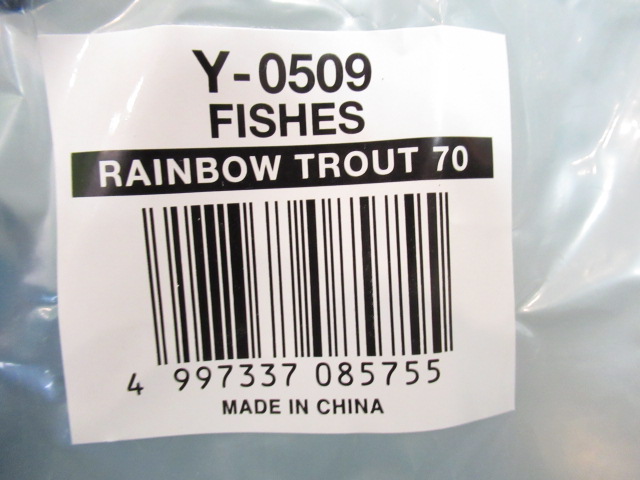 Y-0509
FISHES
RAINBOW TROUT 70
4 997337 085755
MADE IN CHINA